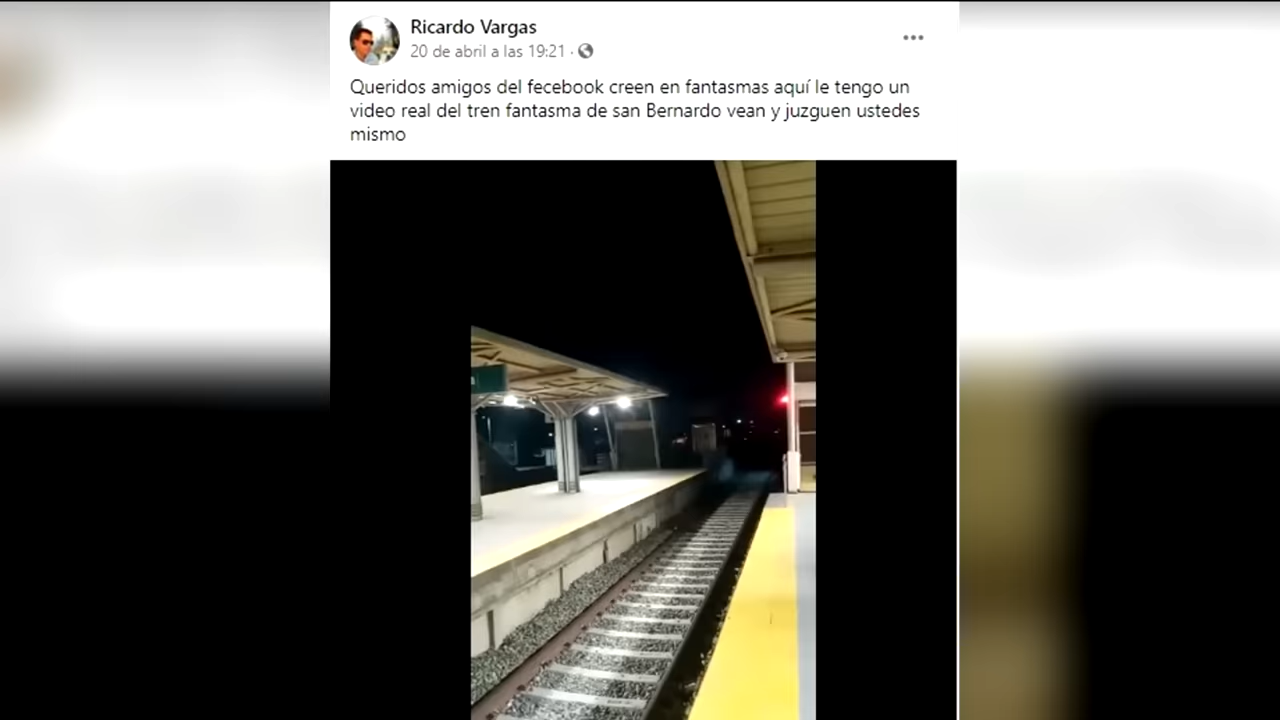 Ricardo Vargas
20 de abril a las 19:21 ·
Queridos amigos del fecebook creen en fantasmas aquí le tengo un
video real del tren fantasma de san Bernardo vean y juzguen ustedes
mismo